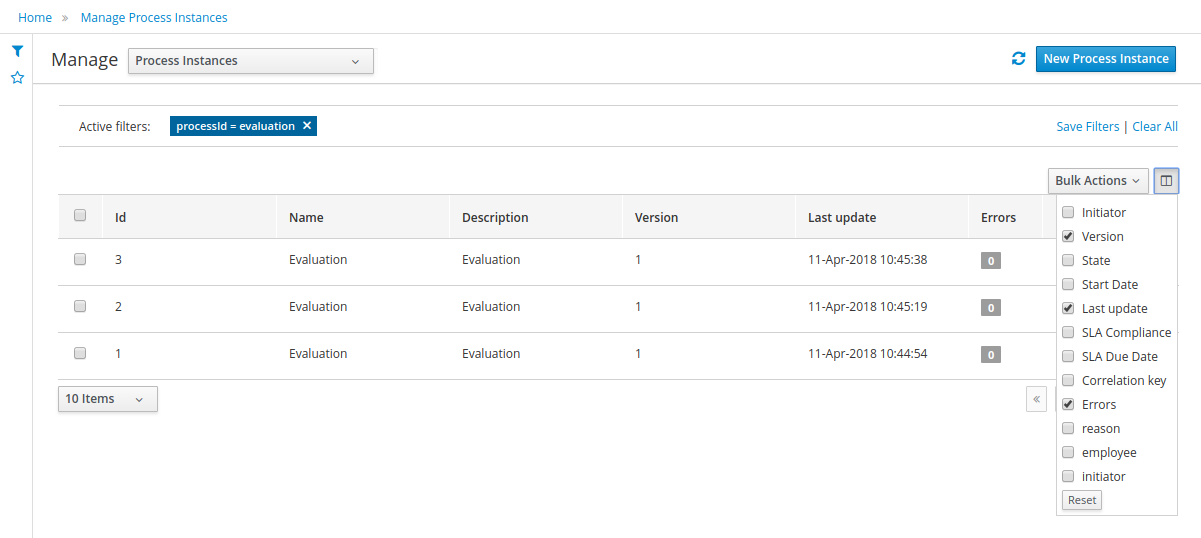 Home » Manage Process Instances
Manage Process Instances New Process Instance
Active filters: processId = evaluation ✕ Save Filters | Clear All
Bulk Actions
Id Name Description Version Last update Errors
3 Evaluation Evaluation 1 11-Apr-2018 10:45:38 0
2 Evaluation Evaluation 1 11-Apr-2018 10:45:19 0
1 Evaluation Evaluation 1 11-Apr-2018 10:44:54 0
10 Items «
Initiator
Version
State
Start Date
Last update
SLA Compliance
SLA Due Date
Correlation key
Errors
reason
employee
initiator
Reset